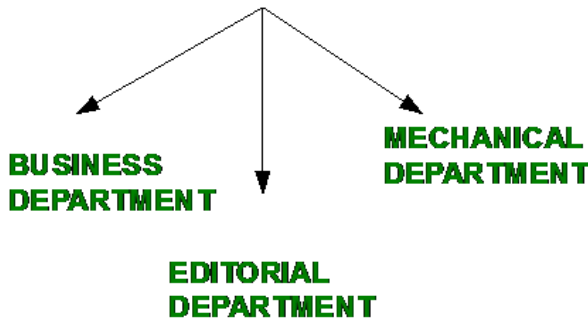 BUSINESS
DEPARTMENT
MECHANICAL
DEPARTMENT
EDITORIAL
DEPARTMENT